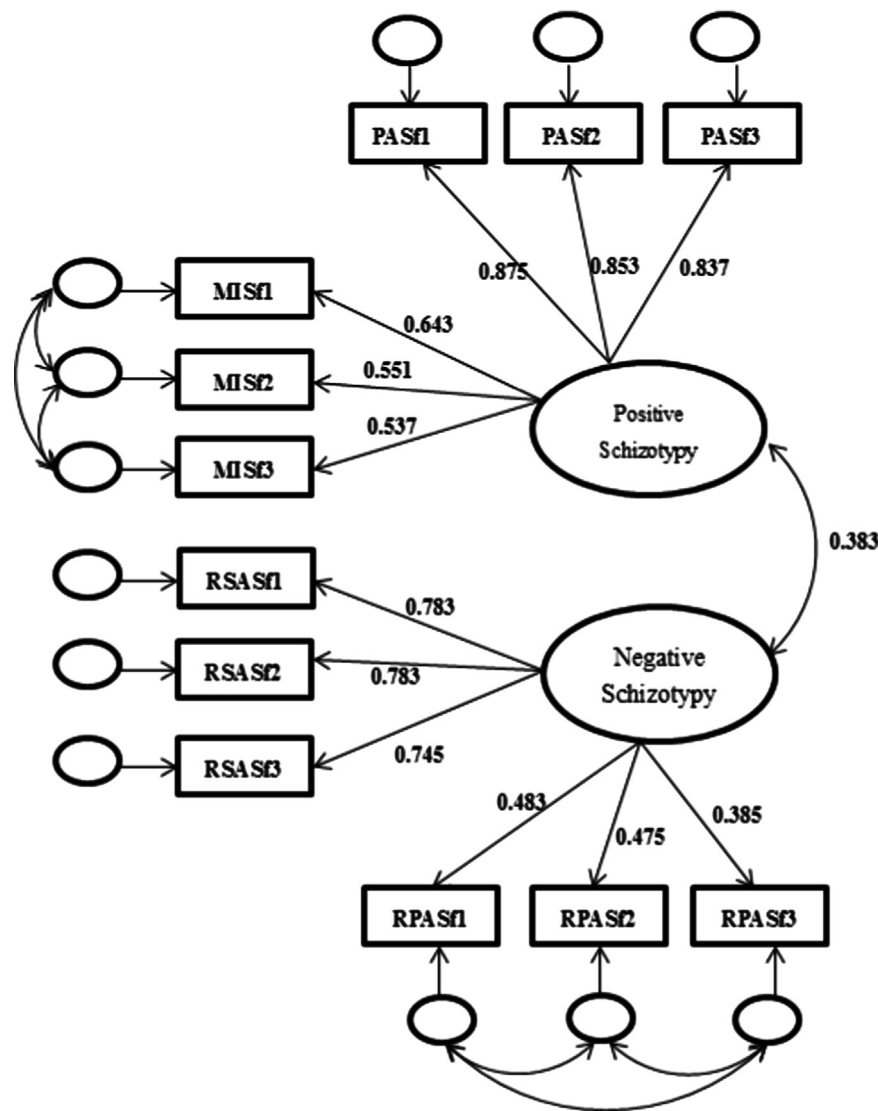 PASf1 PASf2 PASf3
0.875 0.853 0.837
MISf1
0.643
MISf2
0.551
MISf3
0.537
Positive
Schizotypy
0.383
RSASf1
0.783
RSASf2
0.783
RSASf3
0.745
Negative
Schizotypy
0.483 0.475 0.385
RPASf1 RPASf2 RPASf3